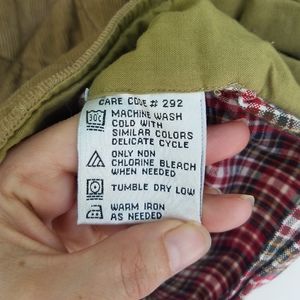 CARE CODE # 292
30C
MACHINE WASH
COLD WITH
SIMILAR COLORS
DELICATE CYCLE
ONLY NON
CHLORINE BLEACH
WHEN NEEDED
TUMBLE DRY LOW
WARM IRON
AS NEEDED